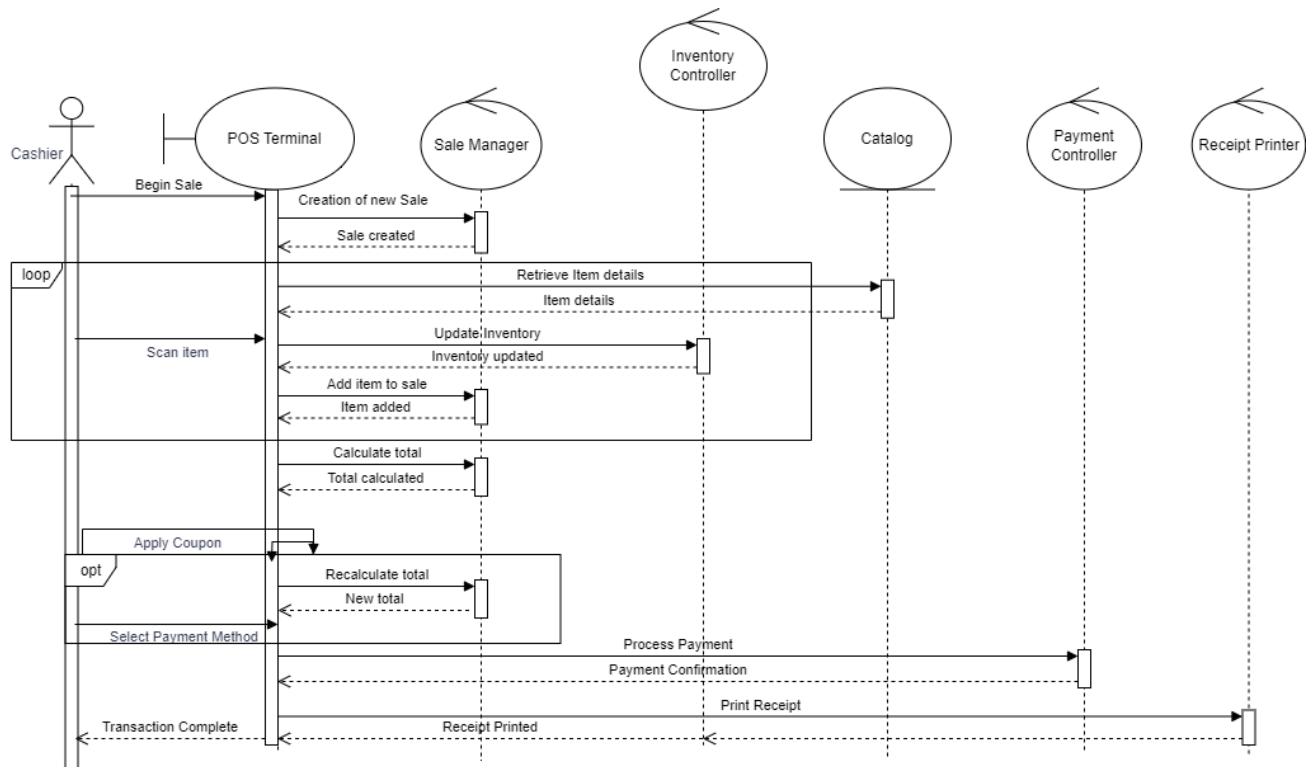 Inventory
Controller
Cashier
POS Terminal
Sale Manager
Catalog
Payment
Controller
Receipt Printer
Begin Sale
Creation of new Sale
Sale created
loop
Retrieve Item details
Item details
Scan item
Update Inventory
Inventory updated
Add item to sale
Item added
Calculate total
Total calculated
Apply Coupon
opt
Recalculate total
New total
Select Payment Method
Process Payment
Payment Confirmation
Print Receipt
Transaction Complete
Receipt Printed